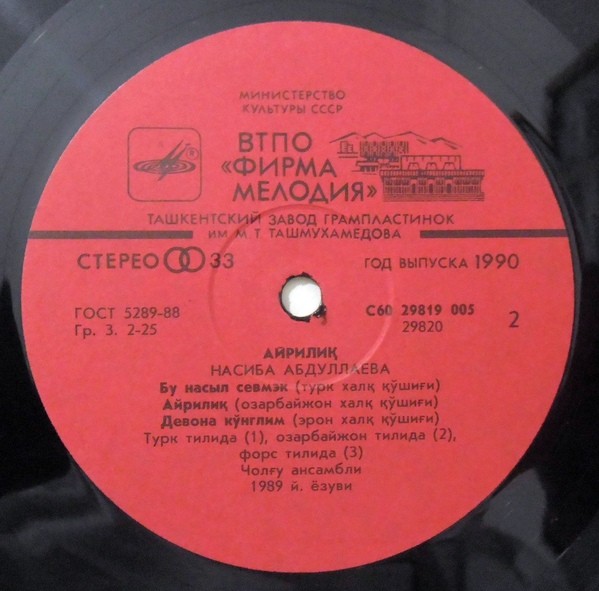 МИНИСТЕРСТВО
КУЛЬТУРЫ СССР
ВТПО
«ФИРМА
МЕЛОДИЯ»
ТАШКЕНТСКИЙ ЗАВОД ГРАМПЛАСТИНОК
ИМ М.Т. ТАШМУХАМЕДОВА
СТЕРЕО 33 ГОД ВЫПУСКА 1990
ГОСТ 5289-88 С60 29819 005
Гр. 3. 2-25 29820 2
АЙРИЛИҚ
НАСИБА АБДУЛЛАЕВА
Бу насыл севмэк (турк халқ қўшиғи)
Айрилиқ (озарбайжон халқ қўшиғи)
Девона кўнглим (эрон халқ қўшиғи)
Турк тилида (1), озарбайжон тилида (2),
форс тилида (3)
Чолғу ансамбли
1989 й. ёзуви